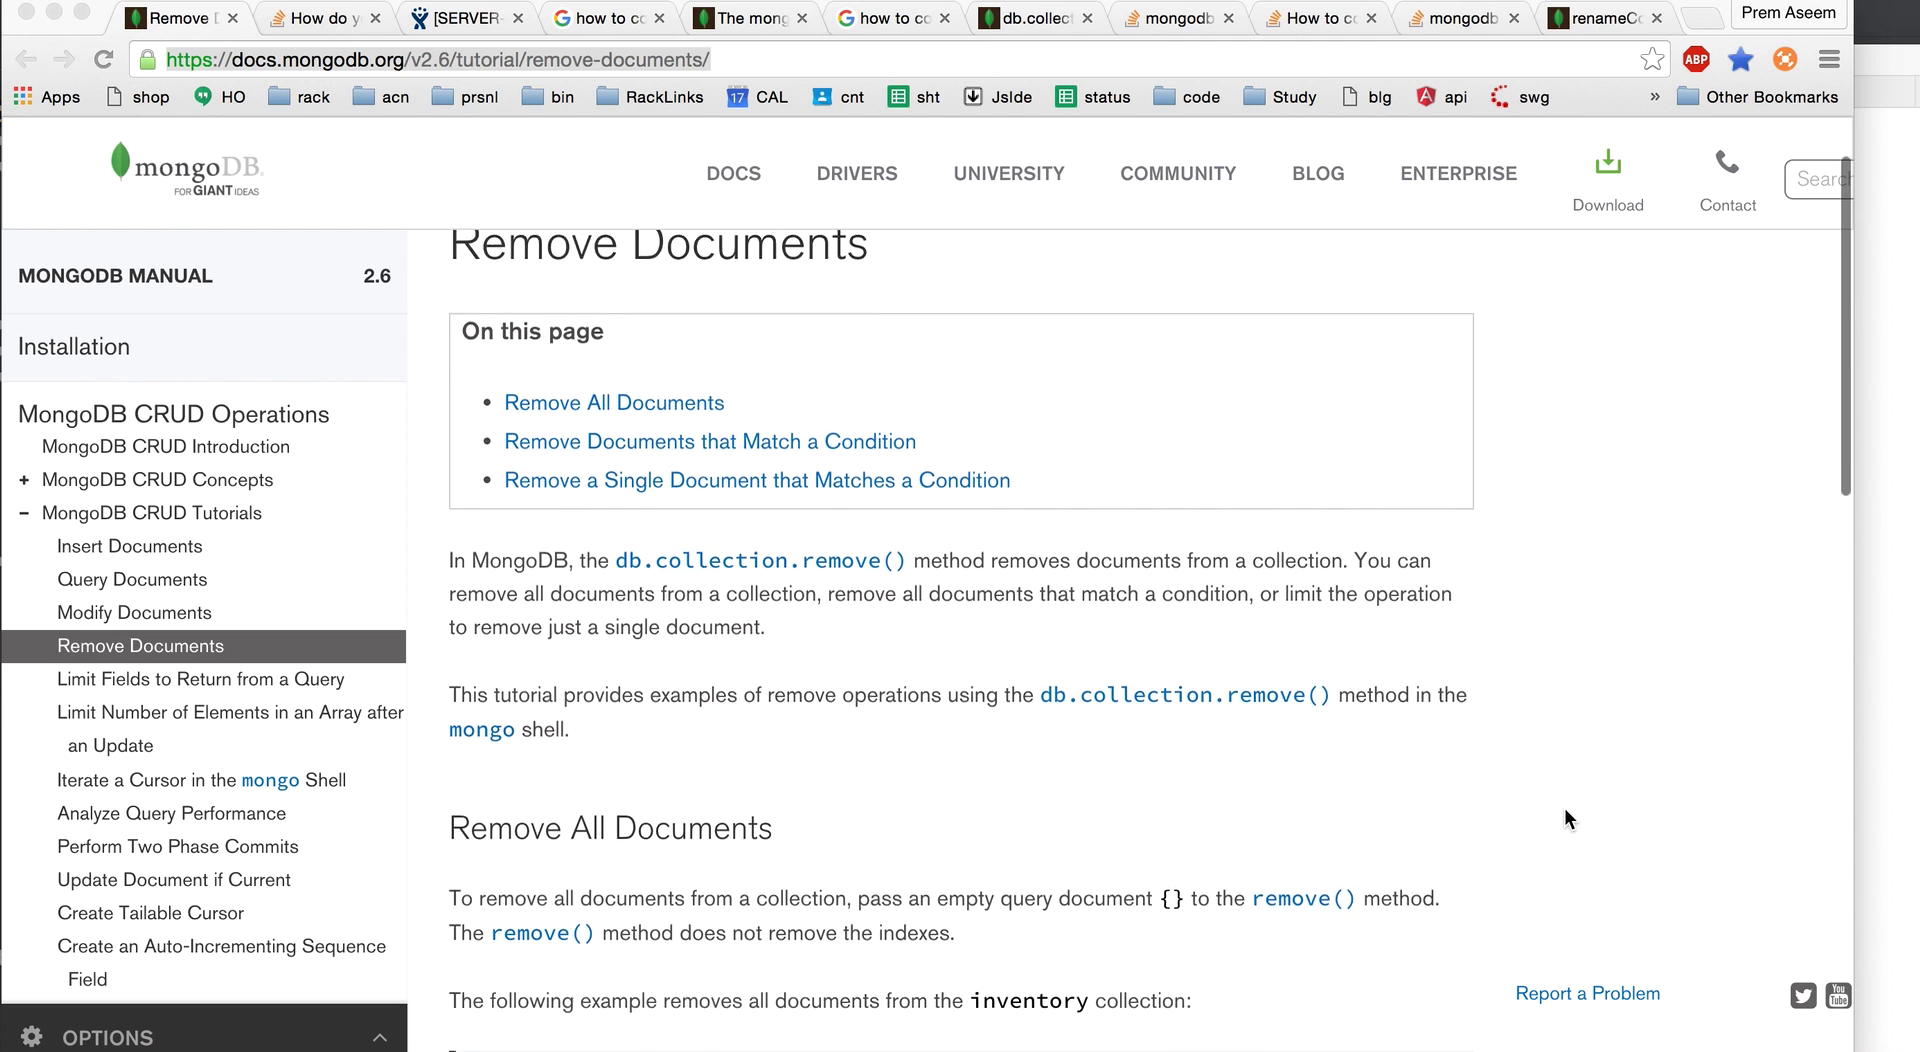 Remove D
How do y
[SERVER-
how to co
The mong
how to co
db.collect
mongodb
How to co
mongodb
renameCo
Prem Aseem
https://docs.mongodb.org/v2.6/tutorial/remove-documents/
ABP
Apps shop HO rack acn prsnl bin RackLinks 17 CAL cnt sht JsIde status code Study blg api swg » Other Bookmarks
mongoDB
FOR GIANT IDEAS
DOCS DRIVERS UNIVERSITY COMMUNITY BLOG ENTERPRISE
Download
Contact
Search
MONGODB MANUAL 2.6
Installation
MongoDB CRUD Operations
MongoDB CRUD Introduction
+ MongoDB CRUD Concepts
− MongoDB CRUD Tutorials
Insert Documents
Query Documents
Modify Documents
Remove Documents
Limit Fields to Return from a Query
Limit Number of Elements in an Array after
an Update
Iterate a Cursor in the mongo Shell
Analyze Query Performance
Perform Two Phase Commits
Update Document if Current
Create Tailable Cursor
Create an Auto-Incrementing Sequence
Field
OPTIONS
Remove Documents
On this page
• Remove All Documents
• Remove Documents that Match a Condition
• Remove a Single Document that Matches a Condition
In MongoDB, the db.collection.remove() method removes documents from a collection. You can
remove all documents from a collection, remove all documents that match a condition, or limit the operation
to remove just a single document.
This tutorial provides examples of remove operations using the db.collection.remove() method in the
mongo shell.
Remove All Documents
To remove all documents from a collection, pass an empty query document {} to the remove() method.
The remove() method does not remove the indexes.
The following example removes all documents from the inventory collection:
Report a Problem
You
Tube